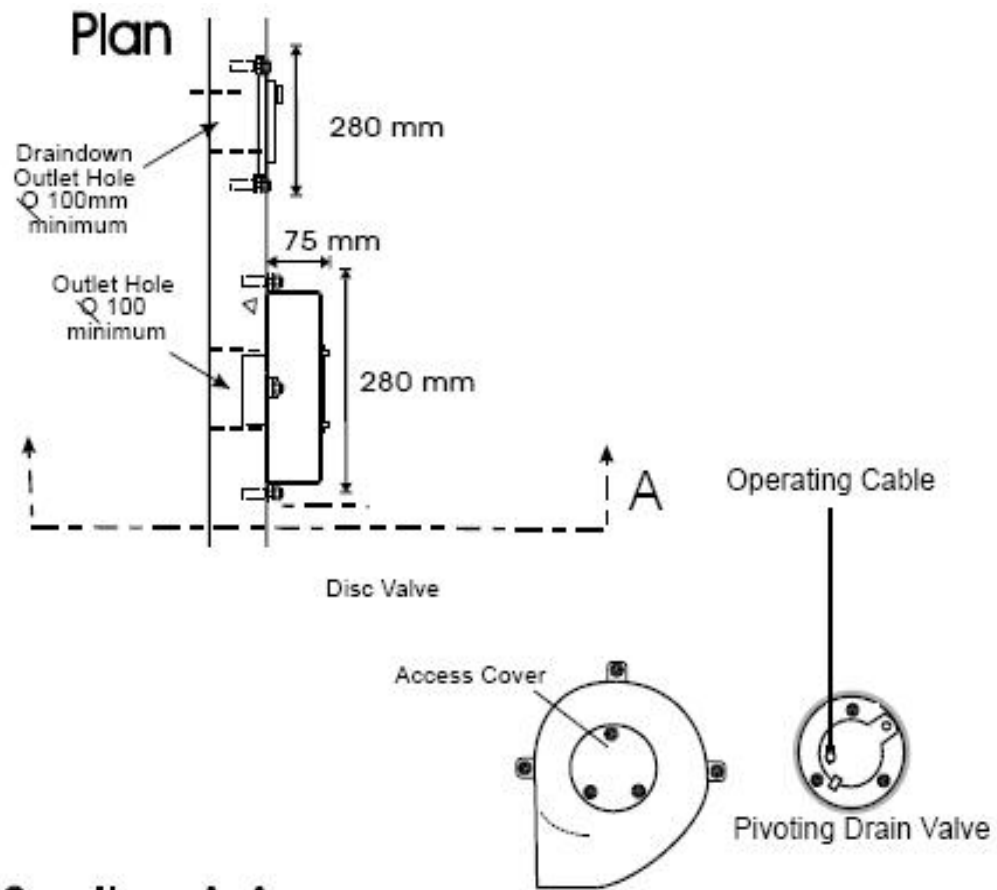 Plan
280 mm
Draindown
Outlet Hole
Ø 100mm
minimum
75 mm
Outlet Hole
Ø 100
minimum
280 mm
A
Operating Cable
Disc Valve
Access Cover
Pivoting Drain Valve